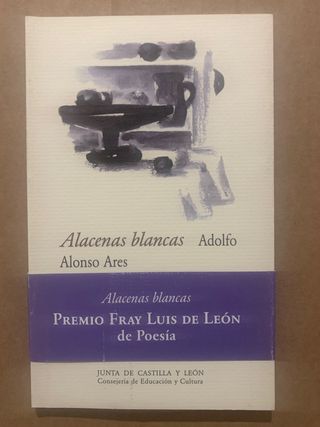 Alacenas blancas Adolfo
Alonso Ares
Alacenas blancas
PREMIO FRAY LUIS DE LEÓN
de Poesía
JUNTA DE CASTILLA Y LEÓN
Consejería de Educación y Cultura